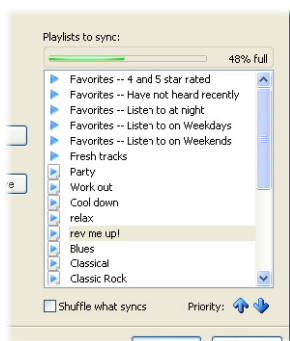 Playlists to sync:
48% full
Favorites -- 4 and 5 star rated
Favorites -- Have not heard recently
Favorites -- Listen to at night
Favorites -- Listen to on Weekdays
Favorites -- Listen to on Weekends
Fresh tracks
Party
Work out
Cool down
relax
rev me up!
Blues
Classical
Classic Rock
Shuffle what syncs Priority: